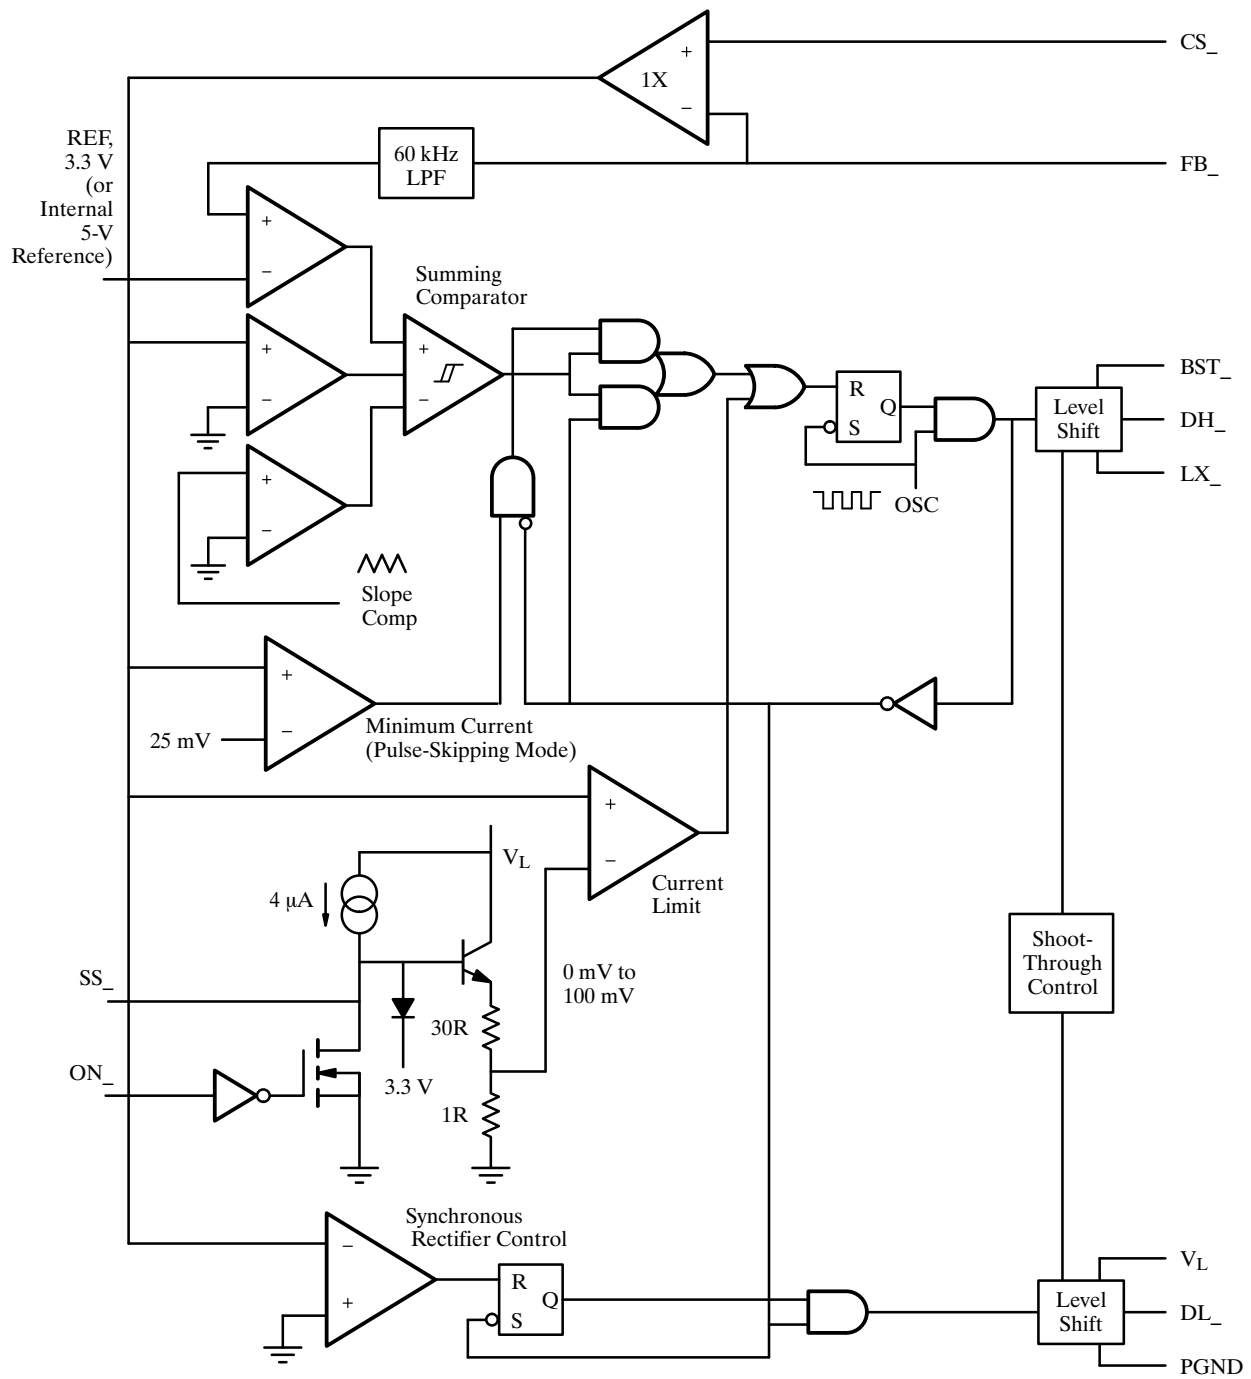 CS_
+
1X
−
REF,
3.3 V
(or
Internal
5-V
Reference)
60 kHz
LPF
FB_
+
−
Summing
Comparator
+
−
+
−
+
−
R
Q
S
OSC
BST_
Level
Shift
DH_
LX_
Slope
Comp
+
−
25 mV
Minimum Current
(Pulse-Skipping Mode)
+
−
Current
Limit
VL
4 µA
0 mV to
100 mV
SS_
30R
3.3 V
ON_
1R
Shoot-
Through
Control
Synchronous
Rectifier Control
−
+
R
Q
S
VL
Level
Shift
DL_
PGND